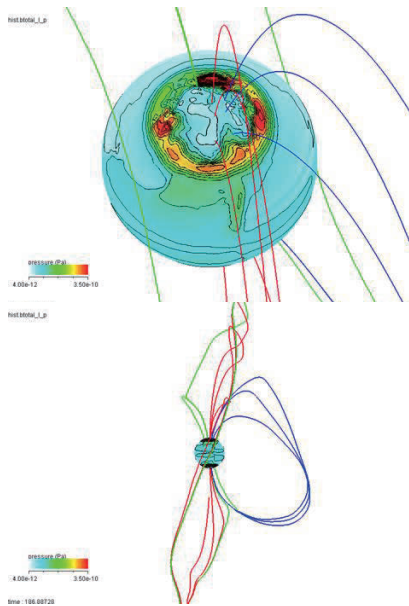 hist.btotal_l_p
pressure (Pa)
4.00e-12 3.50e-10
hist.btotal_l_p
pressure (Pa)
4.00e-12 3.50e-10
time : 186.08728